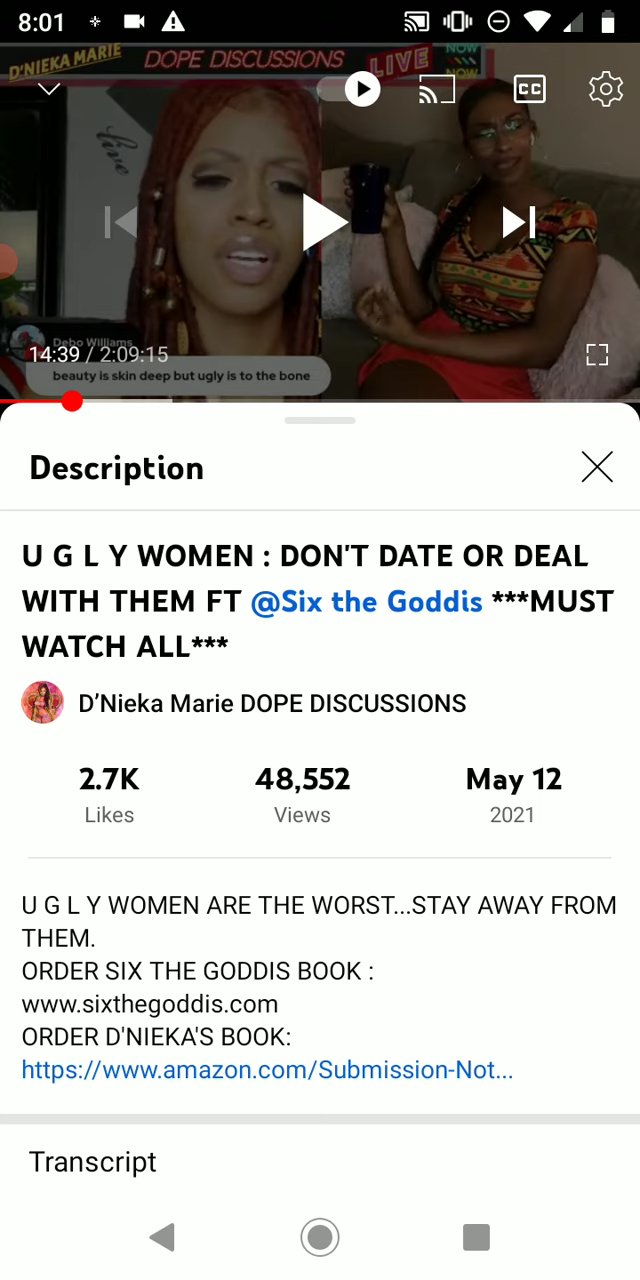 8:01
D'NIEKA MARIE
DOPE DISCUSSIONS
LIVE
NOW
NOW
CC
live
Debo Williams
14:39 / 2:09:15
beauty is skin deep but ugly is to the bone
Description
U G L Y WOMEN : DON'T DATE OR DEAL
WITH THEM FT @Six the Goddis ***MUST
WATCH ALL***
D'Nieka Marie DOPE DISCUSSIONS
2.7K
Likes
48,552
Views
May 12
2021
U G L Y WOMEN ARE THE WORST...STAY AWAY FROM
THEM.
ORDER SIX THE GODDIS BOOK :
www.sixthegoddis.com
ORDER D'NIEKA'S BOOK:
https://www.amazon.com/Submission-Not...
Transcript